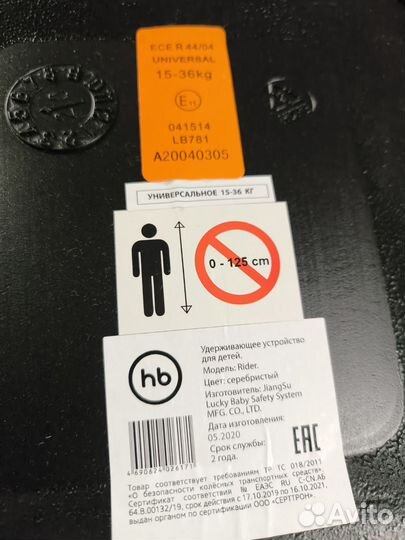 ECE R 44/04
UNIVERSAL
15-36kg
E11
041514
LB781
A20040305
УНИВЕРСАЛЬНОЕ 15-36 КГ
0 - 125 cm
hb
Удерживающее устройство
для детей.
Модель: Rider.
Цвет: серебристый
Изготовитель: JiangSu
Lucky Baby Safety System
MFG. CO., LTD.
Дата изготовления:
05.2020
Срок службы:
2 года.
EAC
4 690624 026171
Товар соответствует требованиям ТР ТС 018/2011
«О безопасности колёсных транспортных средств».
Сертификат соответствия № ЕАЭС RU С-CN.АБ
64.В.00132/19, срок действия с 17.10.2019 по 16.10.2021,
выдан органом по сертификации ООО «СЕРТПРОН».
Avito